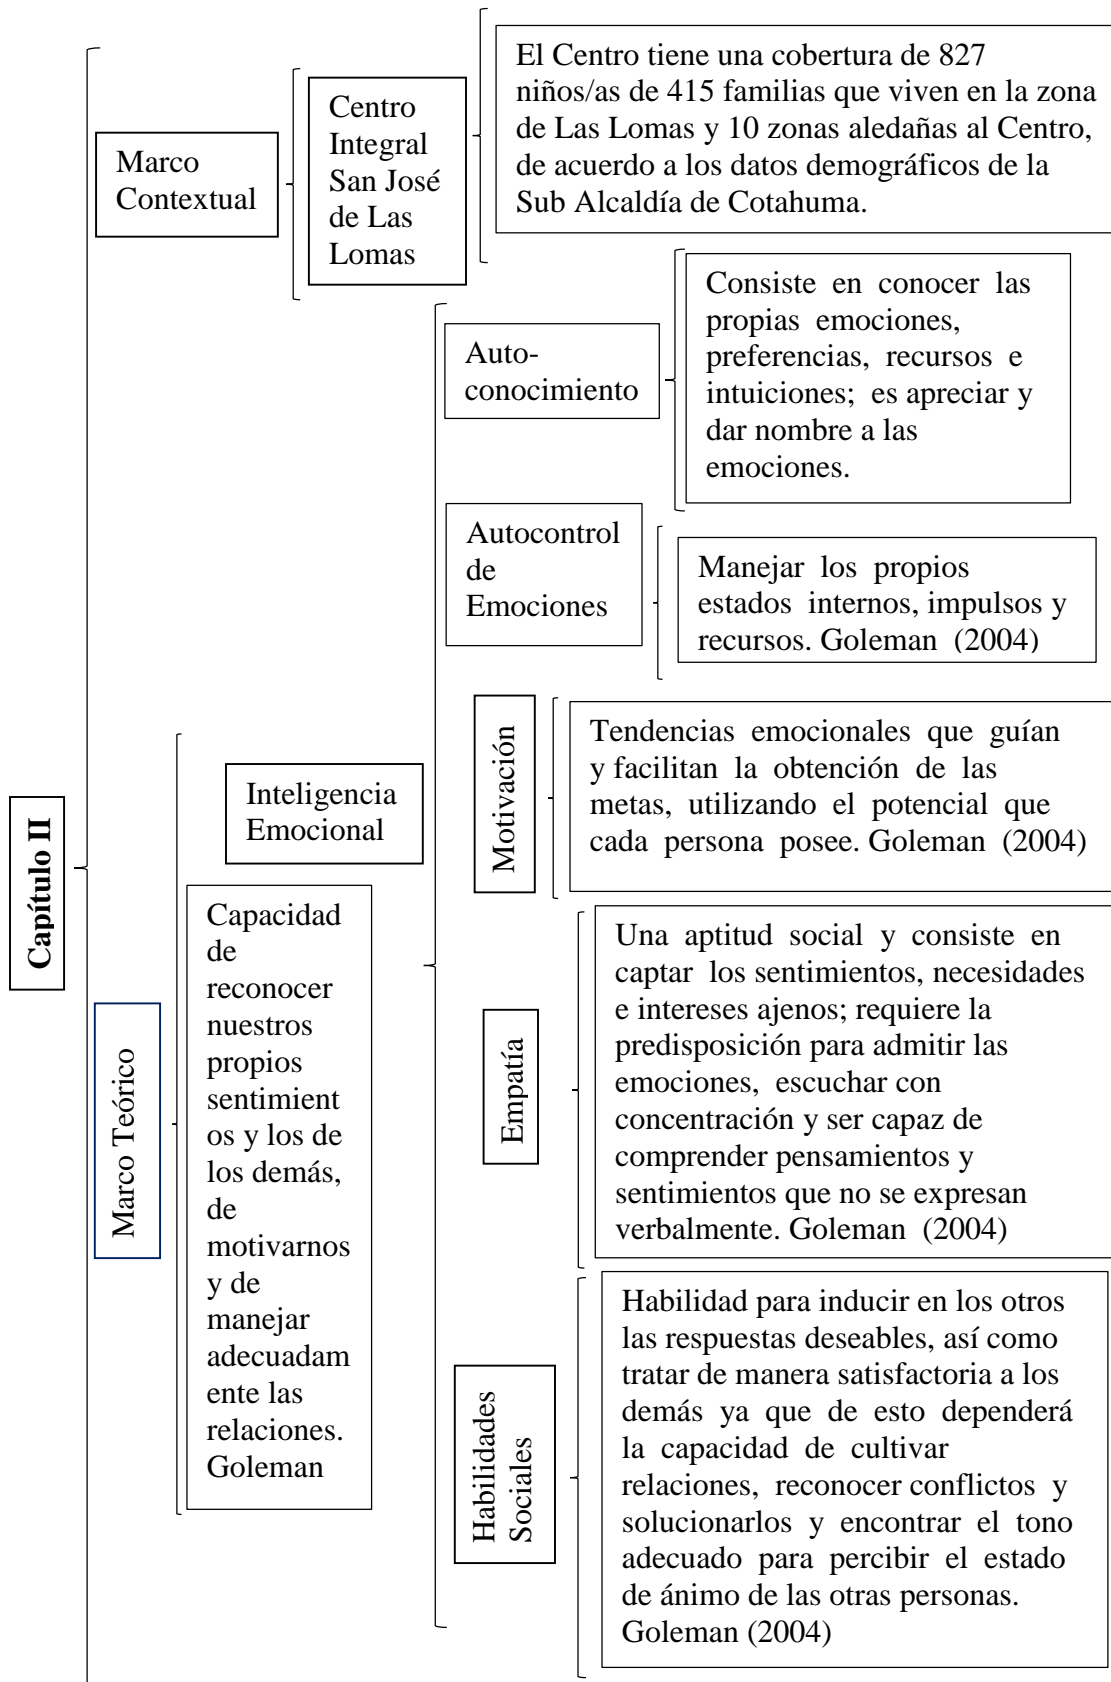 Capítulo II
Marco
Contextual
Centro
Integral
San José
de Las
Lomas
El Centro tiene una cobertura de 827
niños/as de 415 familias que viven en la zona
de Las Lomas y 10 zonas aledañas al Centro,
de acuerdo a los datos demográficos de la
Sub Alcaldía de Cotahuma.
Marco Teórico
Inteligencia
Emocional
Capacidad
de
reconocer
nuestros
propios
sentimient
os y los de
los demás,
de
motivarnos
y de
manejar
adecuadam
ente las
relaciones.
Goleman
Auto-
conocimiento
Consiste en conocer las
propias emociones,
preferencias, recursos e
intuiciones; es apreciar y
dar nombre a las
emociones.
Autocontrol
de
Emociones
Manejar los propios
estados internos, impulsos y
recursos. Goleman (2004)
Motivación
Tendencias emocionales que guían
y facilitan la obtención de las
metas, utilizando el potencial que
cada persona posee. Goleman (2004)
Empatía
Una aptitud social y consiste en
captar los sentimientos, necesidades
e intereses ajenos; requiere la
predisposición para admitir las
emociones, escuchar con
concentración y ser capaz de
comprender pensamientos y
sentimientos que no se expresan
verbalmente. Goleman (2004)
Habilidades
Sociales
Habilidad para inducir en los otros
las respuestas deseables, así como
tratar de manera satisfactoria a los
demás ya que de esto dependerá
la capacidad de cultivar
relaciones, reconocer conflictos y
solucionarlos y encontrar el tono
adecuado para percibir el estado
de ánimo de las otras personas.
Goleman (2004)